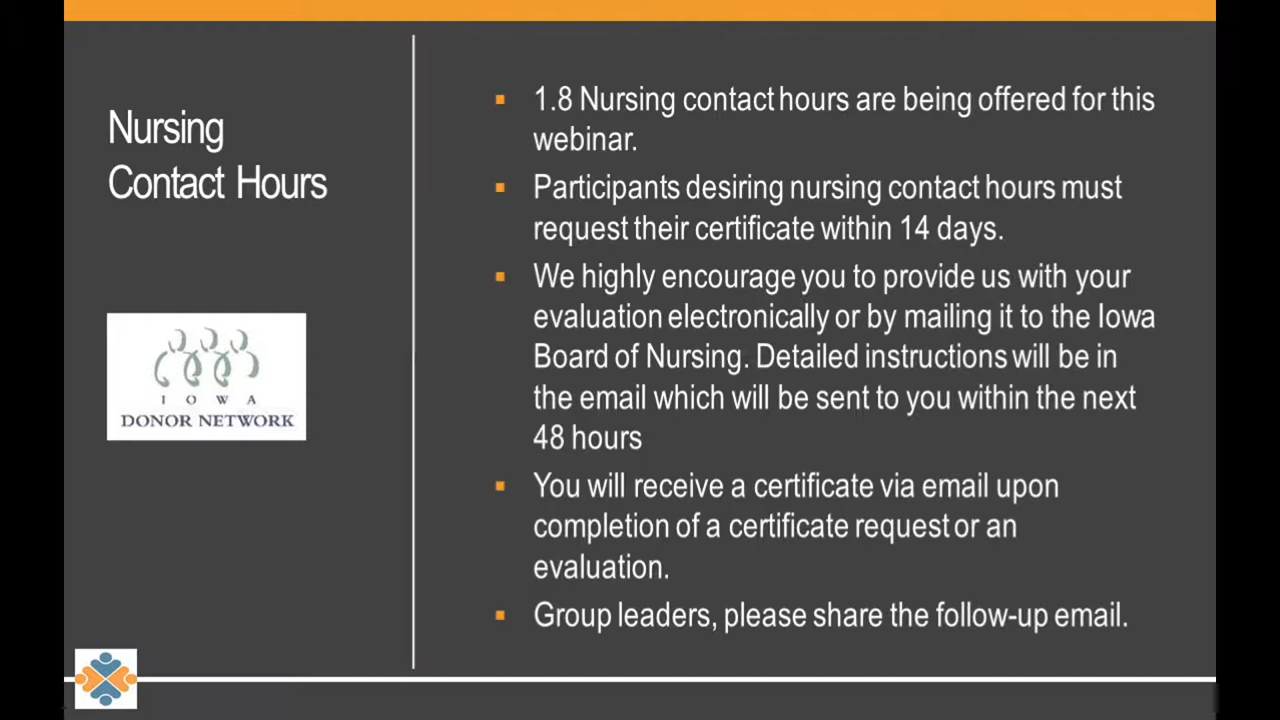 Nursing
Contact Hours
I O W A
DONOR NETWORK
1.8 Nursing contact hours are being offered for this
webinar.
Participants desiring nursing contact hours must
request their certificate within 14 days.
We highly encourage you to provide us with your
evaluation electronically or by mailing it to the Iowa
Board of Nursing. Detailed instructions will be in
the email which will be sent to you within the next
48 hours
You will receive a certificate via email upon
completion of a certificate request or an
evaluation.
Group leaders, please share the follow-up email.